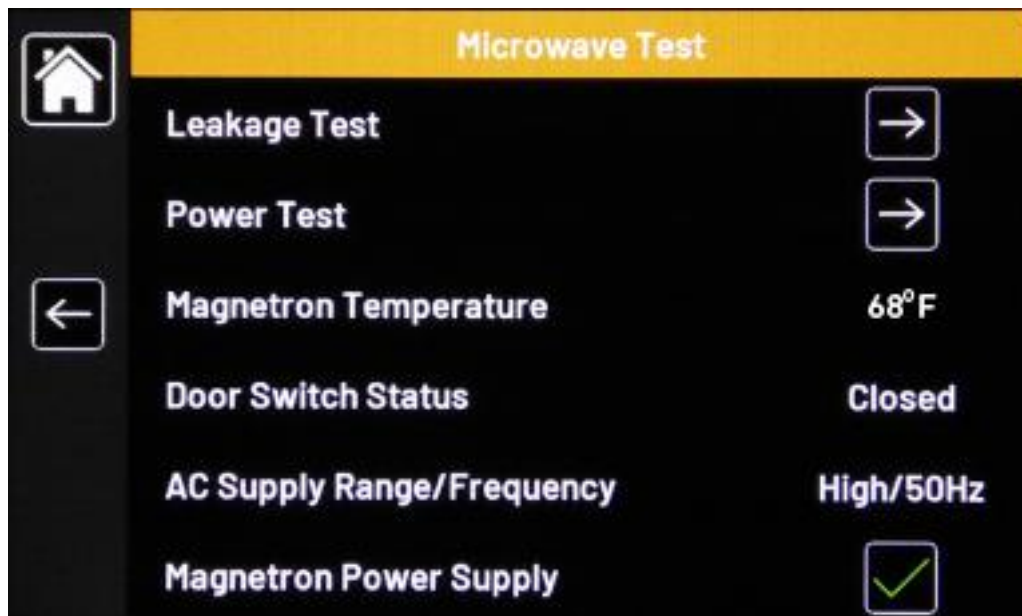 Microwave Test
Leakage Test
Power Test
Magnetron Temperature 68°F
Door Switch Status Closed
AC Supply Range/Frequency High/50Hz
Magnetron Power Supply